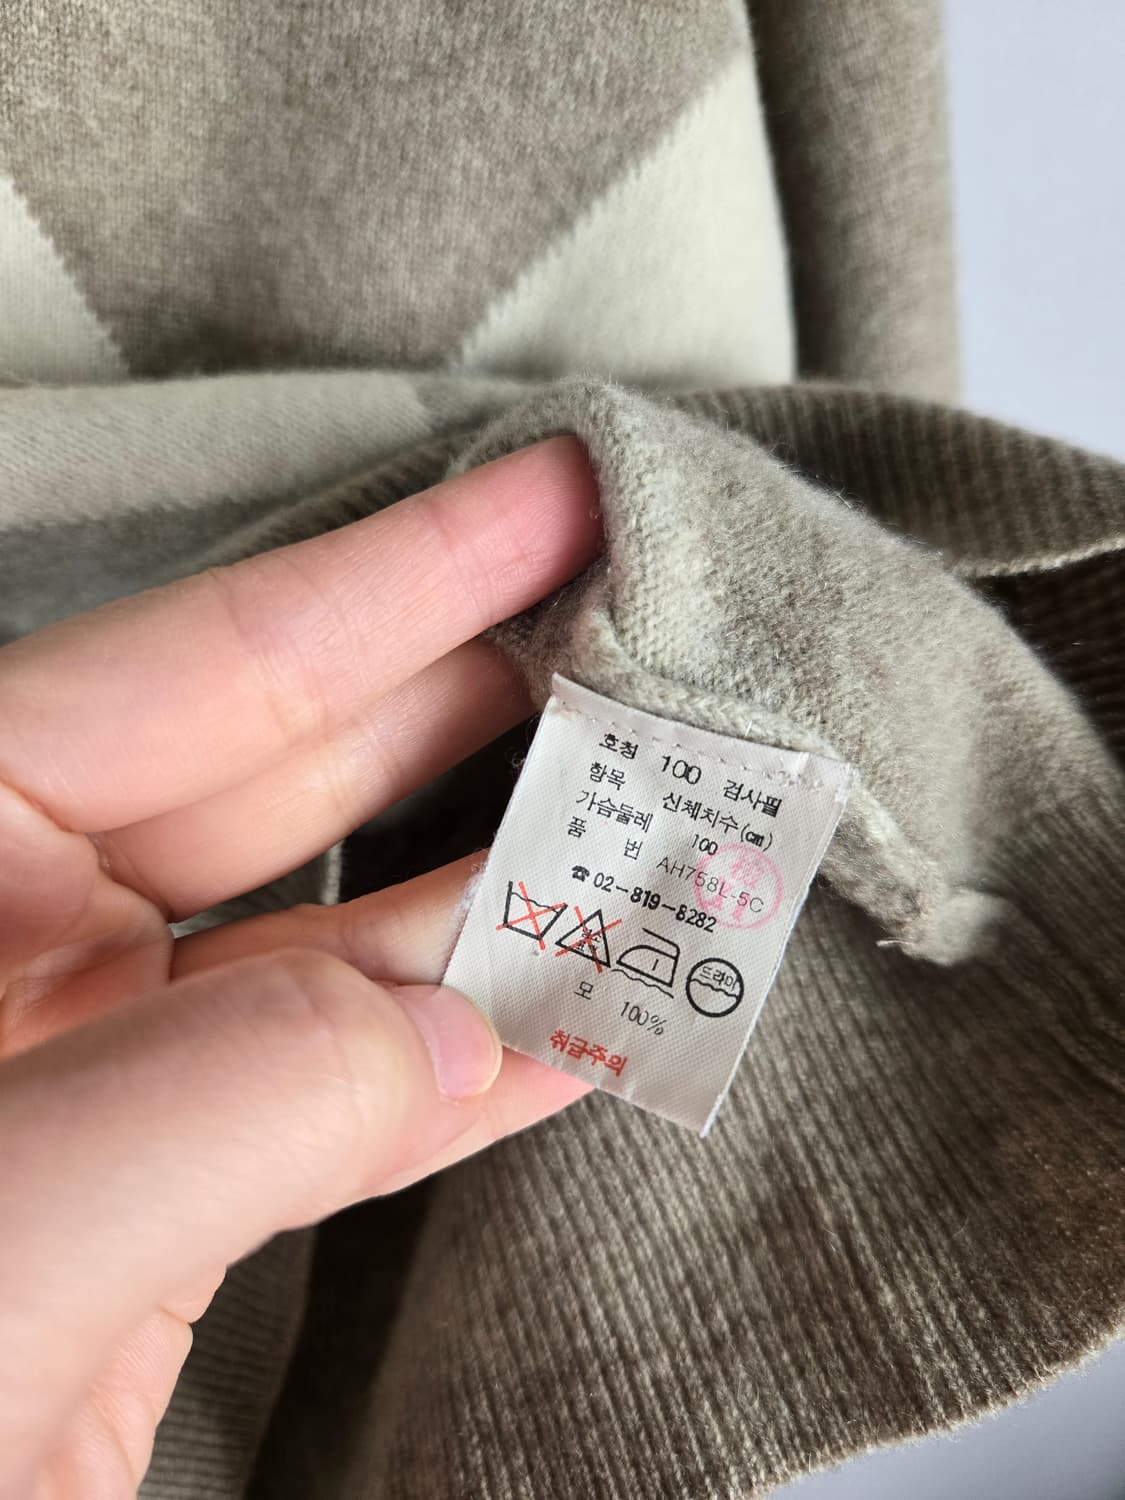 호칭 100 검사필
항목 신체치수(㎝)
가슴둘레 100
품 번 AH758L-5C
☎ 02-819-8282
드라이
모 100%
취급주의